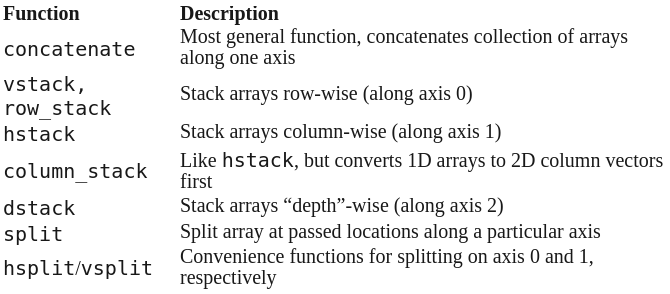 Function Description
concatenate Most general function, concatenates collection of arrays
along one axis
vstack,
row_stack Stack arrays row-wise (along axis 0)
hstack Stack arrays column-wise (along axis 1)
column_stack Like hstack, but converts 1D arrays to 2D column vectors
first
dstack Stack arrays “depth”-wise (along axis 2)
split Split array at passed locations along a particular axis
hsplit/vsplit Convenience functions for splitting on axis 0 and 1,
respectively